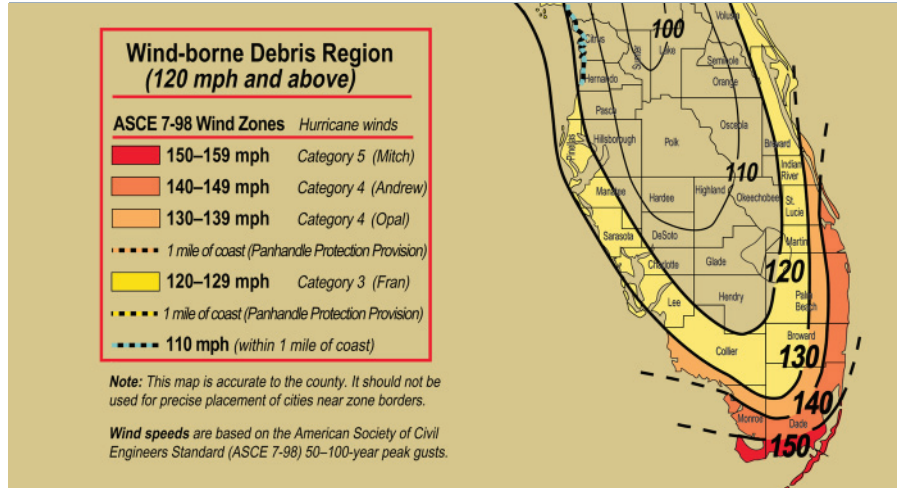 Wind-borne Debris Region
(120 mph and above)
ASCE 7-98 Wind Zones Hurricane winds
150–159 mph Category 5 (Mitch)
140–149 mph Category 4 (Andrew)
130–139 mph Category 4 (Opal)
1 mile of coast (Panhandle Protection Provision)
120–129 mph Category 3 (Fran)
1 mile of coast (Panhandle Protection Provision)
110 mph (within 1 mile of coast)
Note: This map is accurate to the county. It should not be
used for precise placement of cities near zone borders.
Wind speeds are based on the American Society of Civil
Engineers Standard (ASCE 7-98) 50–100-year peak gusts.
Volusia
100
Citrus
Lake
Sumter
Seminole
Hernando
Orange
Pasco
Osceola
Hillsborough
Polk
Brevard
Pinellas
Indian
River
110
Manatee
Hardee
Highland
Okeechobee
St.
Lucie
Sarasota
DeSoto
Martin
Charlotte
Glade
120
Lee
Hendry
Palm
Beach
Collier
Broward
130
140
Monroe
Dade
150